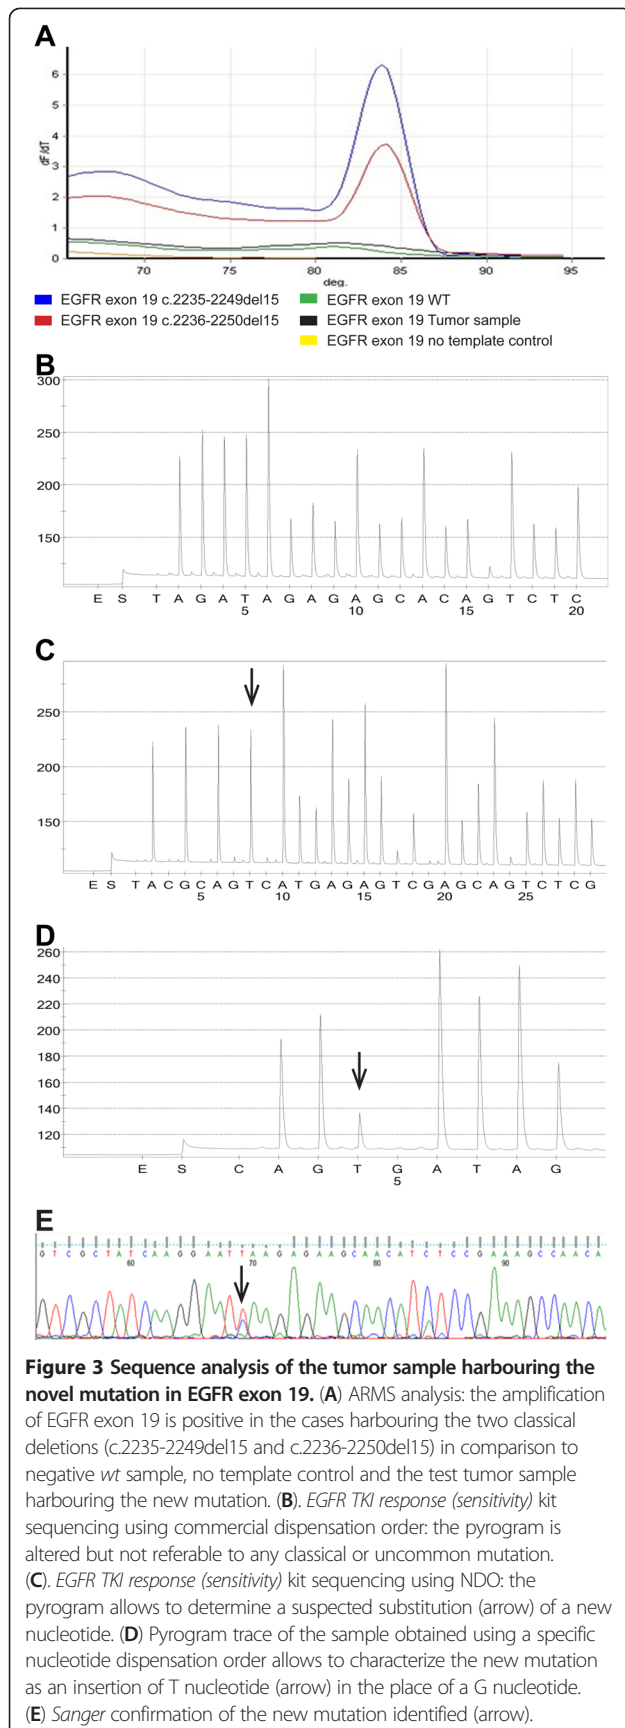 A
6
5
4
3
2
1
0
dF/dT
70 75 80 85 90 95
deg.
EGFR exon 19 c.2235-2249del15 EGFR exon 19 WT
EGFR exon 19 c.2236-2250del15 EGFR exon 19 Tumor sample
EGFR exon 19 no template control
B
300
250
200
150
E S T A G A T A G A G A G C A C A G T C T C
5 10 15 20
C
250
200
150
E S T A C G C A G T C A T G A G A G T C G A G C A G T C T C G
5 10 15 20 25
D
260
240
220
200
180
160
140
120
E S C A G T G A T A G
5
E
G T C G C T A T C A A G G A A T T A A G A G A A G C A A C A T C T C C G A A A G C C A A C A
60 70 80 90
Figure 3 Sequence analysis of the tumor sample harbouring the
novel mutation in EGFR exon 19. (A) ARMS analysis: the amplification
of EGFR exon 19 is positive in the cases harbouring the two classical
deletions (c.2235-2249del15 and c.2236-2250del15) in comparison to
negative wt sample, no template control and the test tumor sample
harbouring the new mutation. (B). EGFR TKI response (sensitivity) kit
sequencing using commercial dispensation order: the pyrogram is
altered but not referable to any classical or uncommon mutation.
(C). EGFR TKI response (sensitivity) kit sequencing using NDO: the
pyrogram allows to determine a suspected substitution (arrow) of a new
nucleotide. (D) Pyrogram trace of the sample obtained using a specific
nucleotide dispensation order allows to characterize the new mutation
as an insertion of T nucleotide (arrow) in the place of a G nucleotide.
(E) Sanger confirmation of the new mutation identified (arrow).